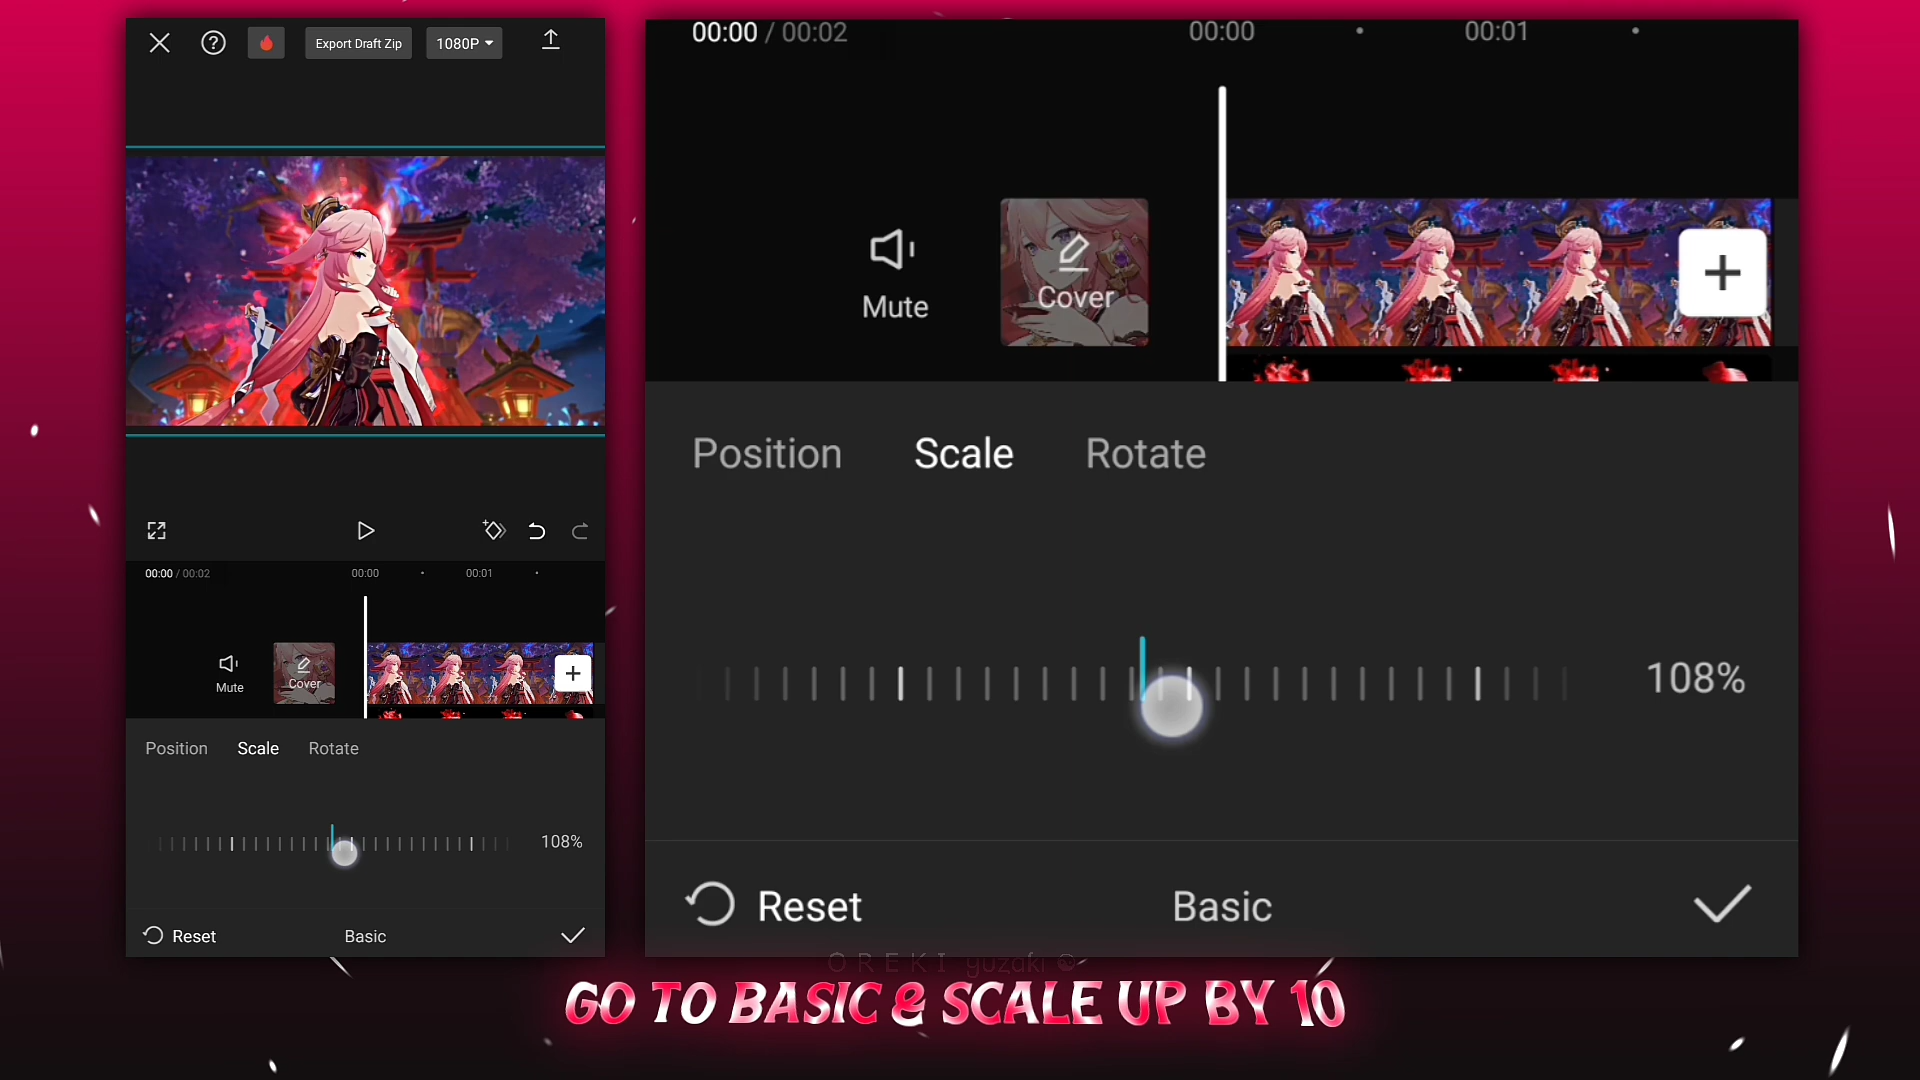 Export Draft Zip
1080P
00:00 / 00:02
00:00
00:01
Mute
Cover
Position
Scale
Rotate
108%
Reset
Basic
00:00 / 00:02
00:00
00:01
Mute
Cover
Position
Scale
Rotate
108%
Reset
Basic
OREKI yuzaki
GO TO BASIC & SCALE UP BY 10